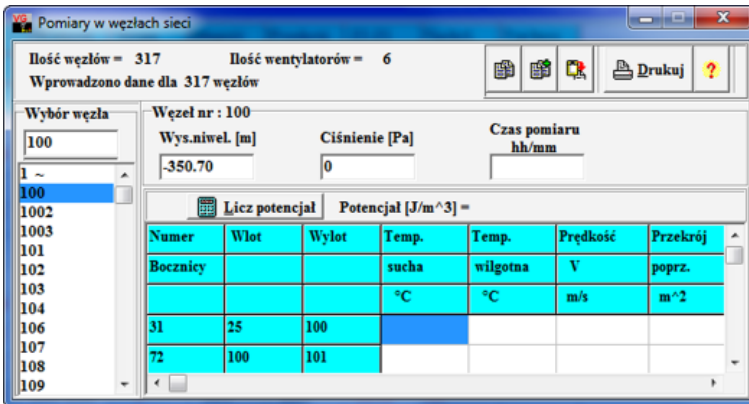 Pomiary w węzłach sieci
Ilość węzłów = 317 Ilość wentylatorów = 6
Wprowadzono dane dla 317 węzłów
Drukuj ?
Wybór węzła
100
1 ~
100
1002
1003
101
102
103
104
106
107
108
109
Węzeł nr : 100
Wys.niwel. [m] Ciśnienie [Pa] Czas pomiaru
hh/mm
-350.70 0
Licz potencjał Potencjał [J/m^3] =
Numer Wlot Wylot Temp. Temp. Prędkość Przekrój
Bocznicy sucha wilgotna V poprz.
°C °C m/s m^2
31 25 100
72 100 101